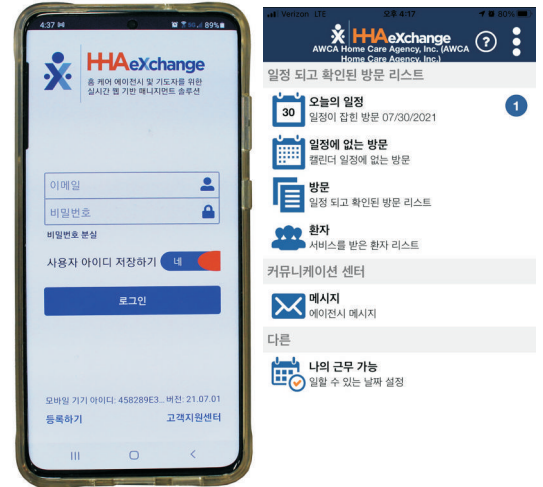 4:37
89%
HHAeXchange
홈 케어 에이전시 및 기도자를 위한
실시간 웹 기반 매니지먼트 솔루션
이메일
비밀번호
비밀번호 분실
사용자 아이디 저장하기 네
로그인
모바일 기기 아이디: 458289E3... 버전: 21.07.01
등록하기 고객지원센터
Verizon LTE 오후 4:17 80%
HHAeXchange
AWCA Home Care Agency, Inc. (AWCA
Home Care Agency, Inc.)
?
일정 되고 확인된 방문 리스트
30
오늘의 일정
일정이 잡힌 방문 07/30/2021
1
일정에 없는 방문
캘린더 일정에 없는 방문
방문
일정 되고 확인된 방문 리스트
환자
서비스를 받은 환자 리스트
커뮤니케이션 센터
메시지
에이전시 메시지
다른
나의 근무 가능
일할 수 있는 날짜 설정